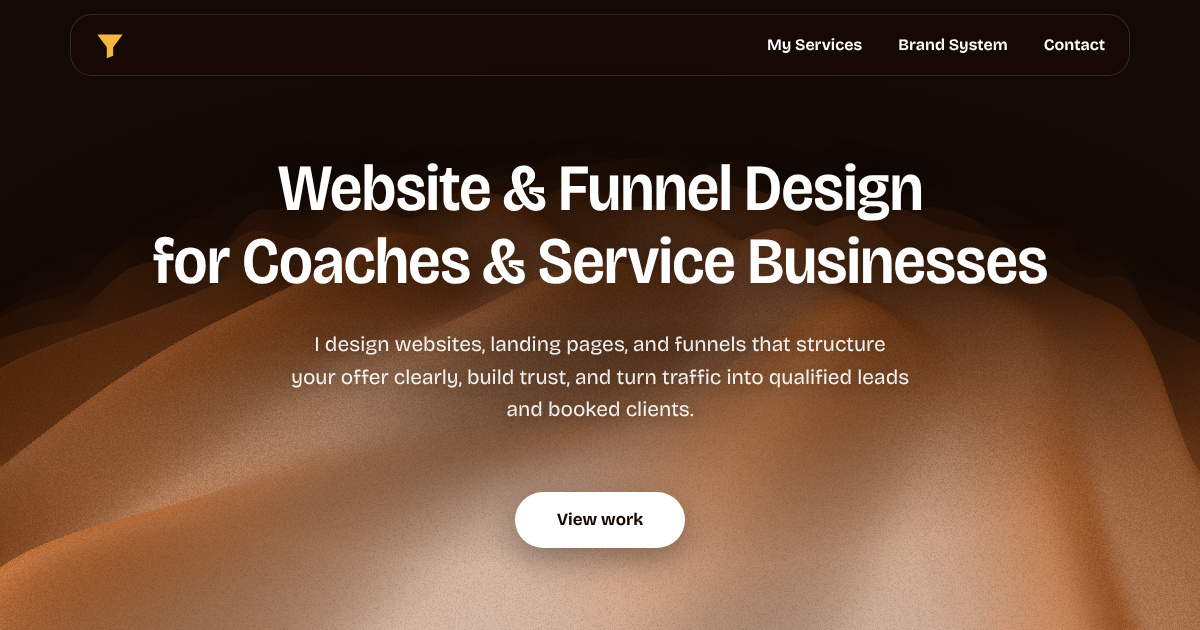 My Services
Brand System
Contact
Website & Funnel Design
for Coaches & Service Businesses
I design websites, landing pages, and funnels that structure
your offer clearly, build trust, and turn traffic into qualified leads
and booked clients.
View work